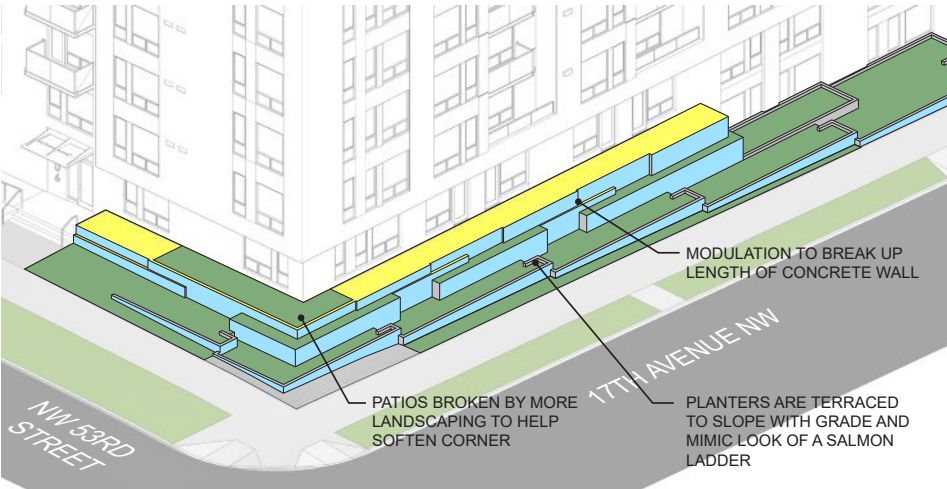 MODULATION TO BREAK UP
LENGTH OF CONCRETE WALL
17TH AVENUE NW
PATIOS BROKEN BY MORE
LANDSCAPING TO HELP
SOFTEN CORNER
PLANTERS ARE TERRACED
TO SLOPE WITH GRADE AND
MIMIC LOOK OF A SALMON
LADDER
NW 53RD
STREET